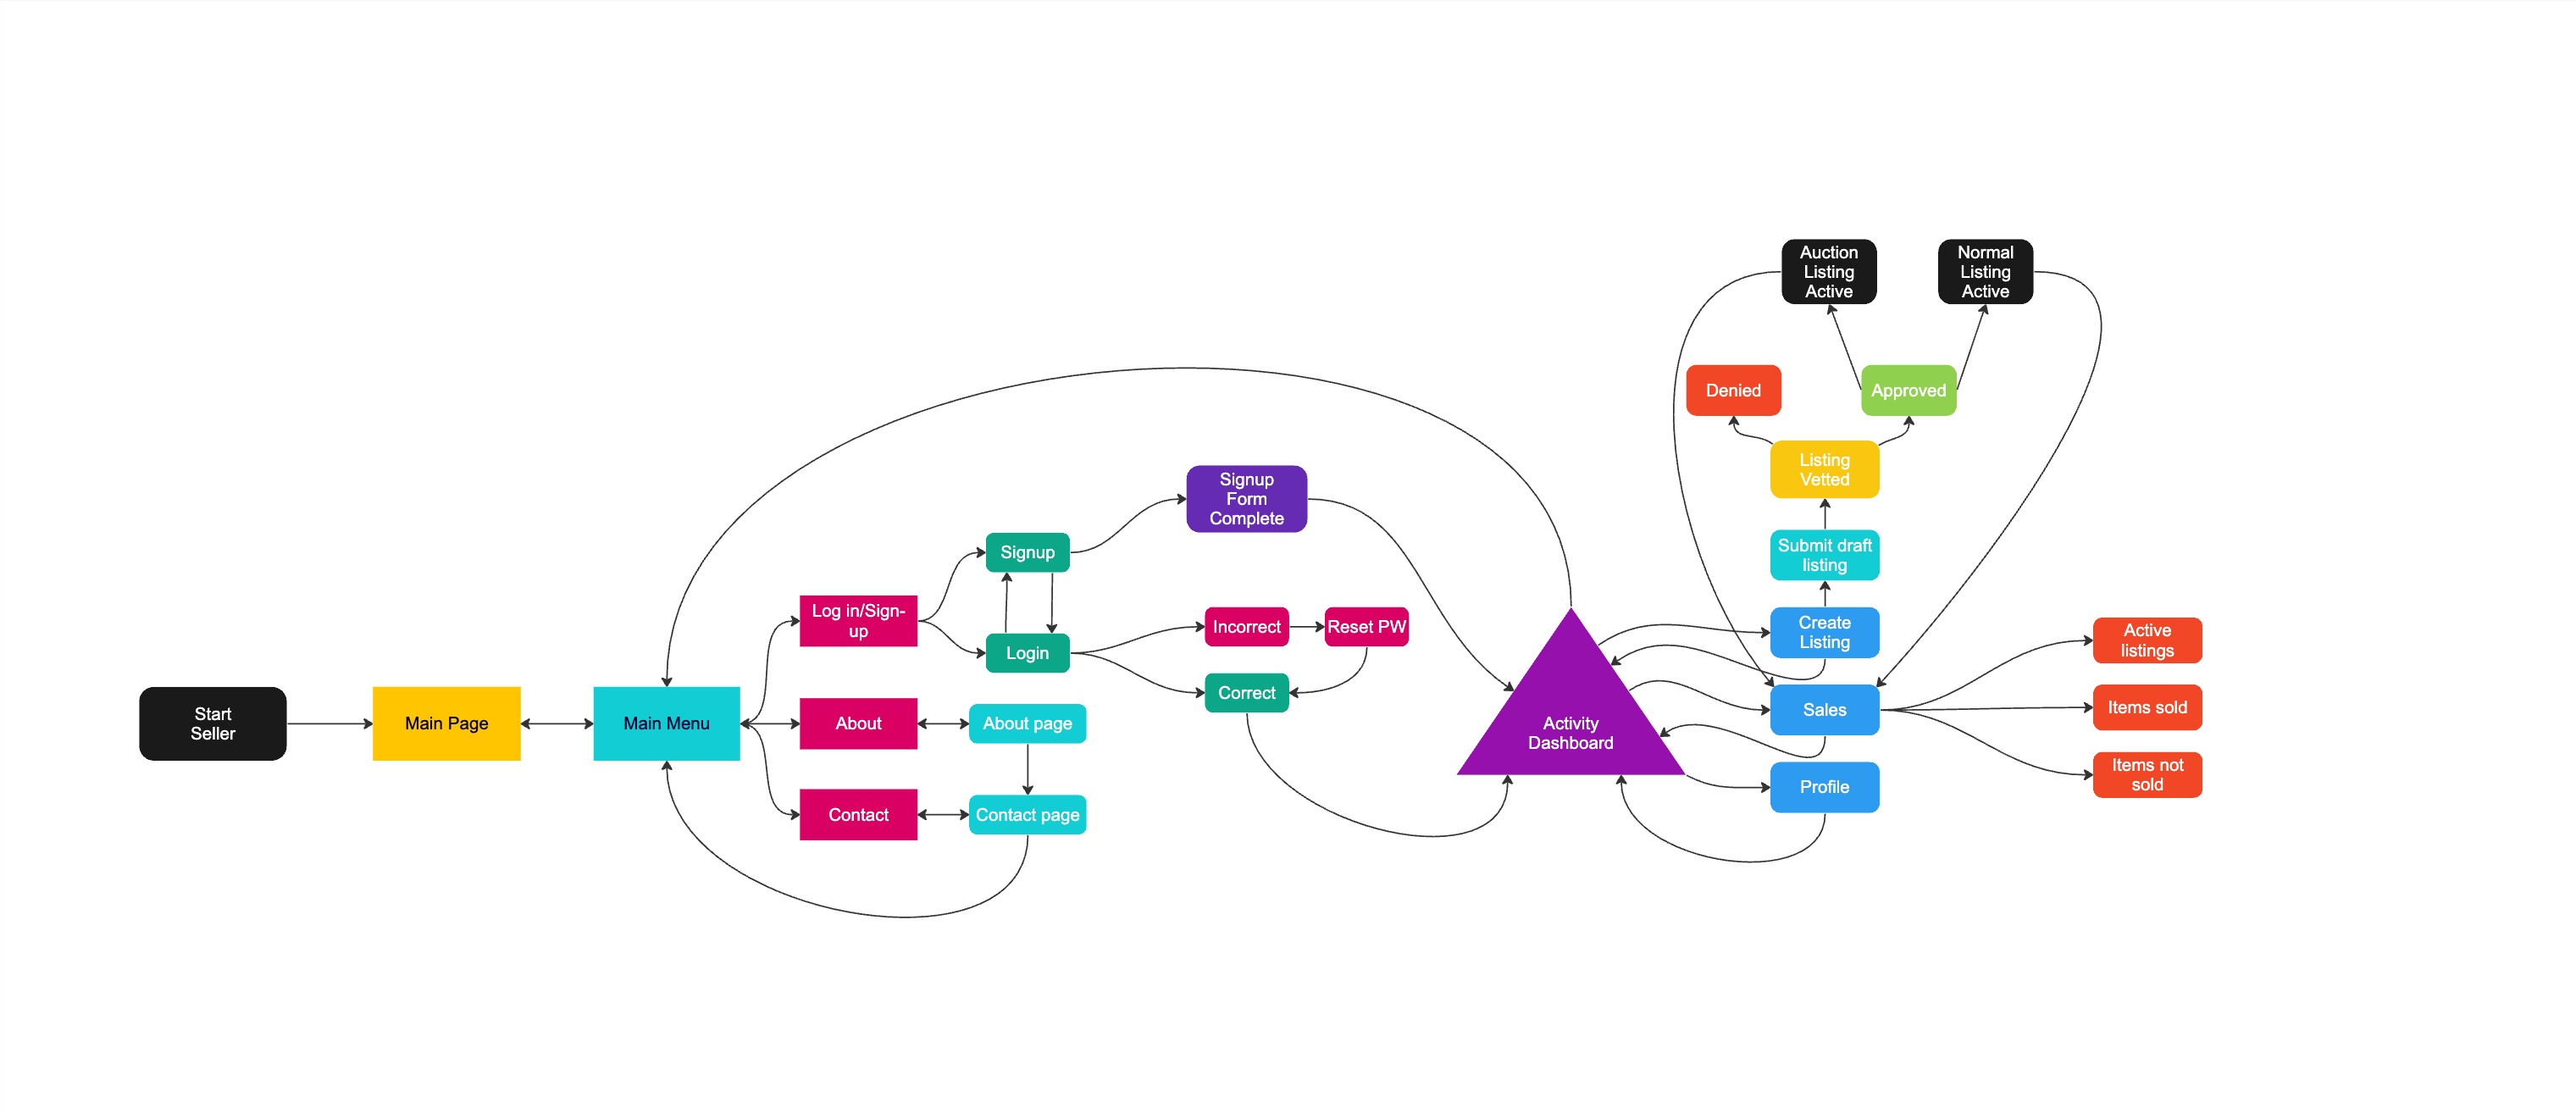 Auction
Listing
Active
Normal
Listing
Active
Denied
Approved
Listing
Vetted
Signup
Form
Complete
Submit draft
listing
Signup
Log in/Sign-
up
Login
Incorrect
Reset PW
Correct
Create
Listing
Active
listings
Sales
Items sold
Items not
sold
Profile
Activity
Dashboard
Start
Seller
Main Page
Main Menu
About
About page
Contact
Contact page